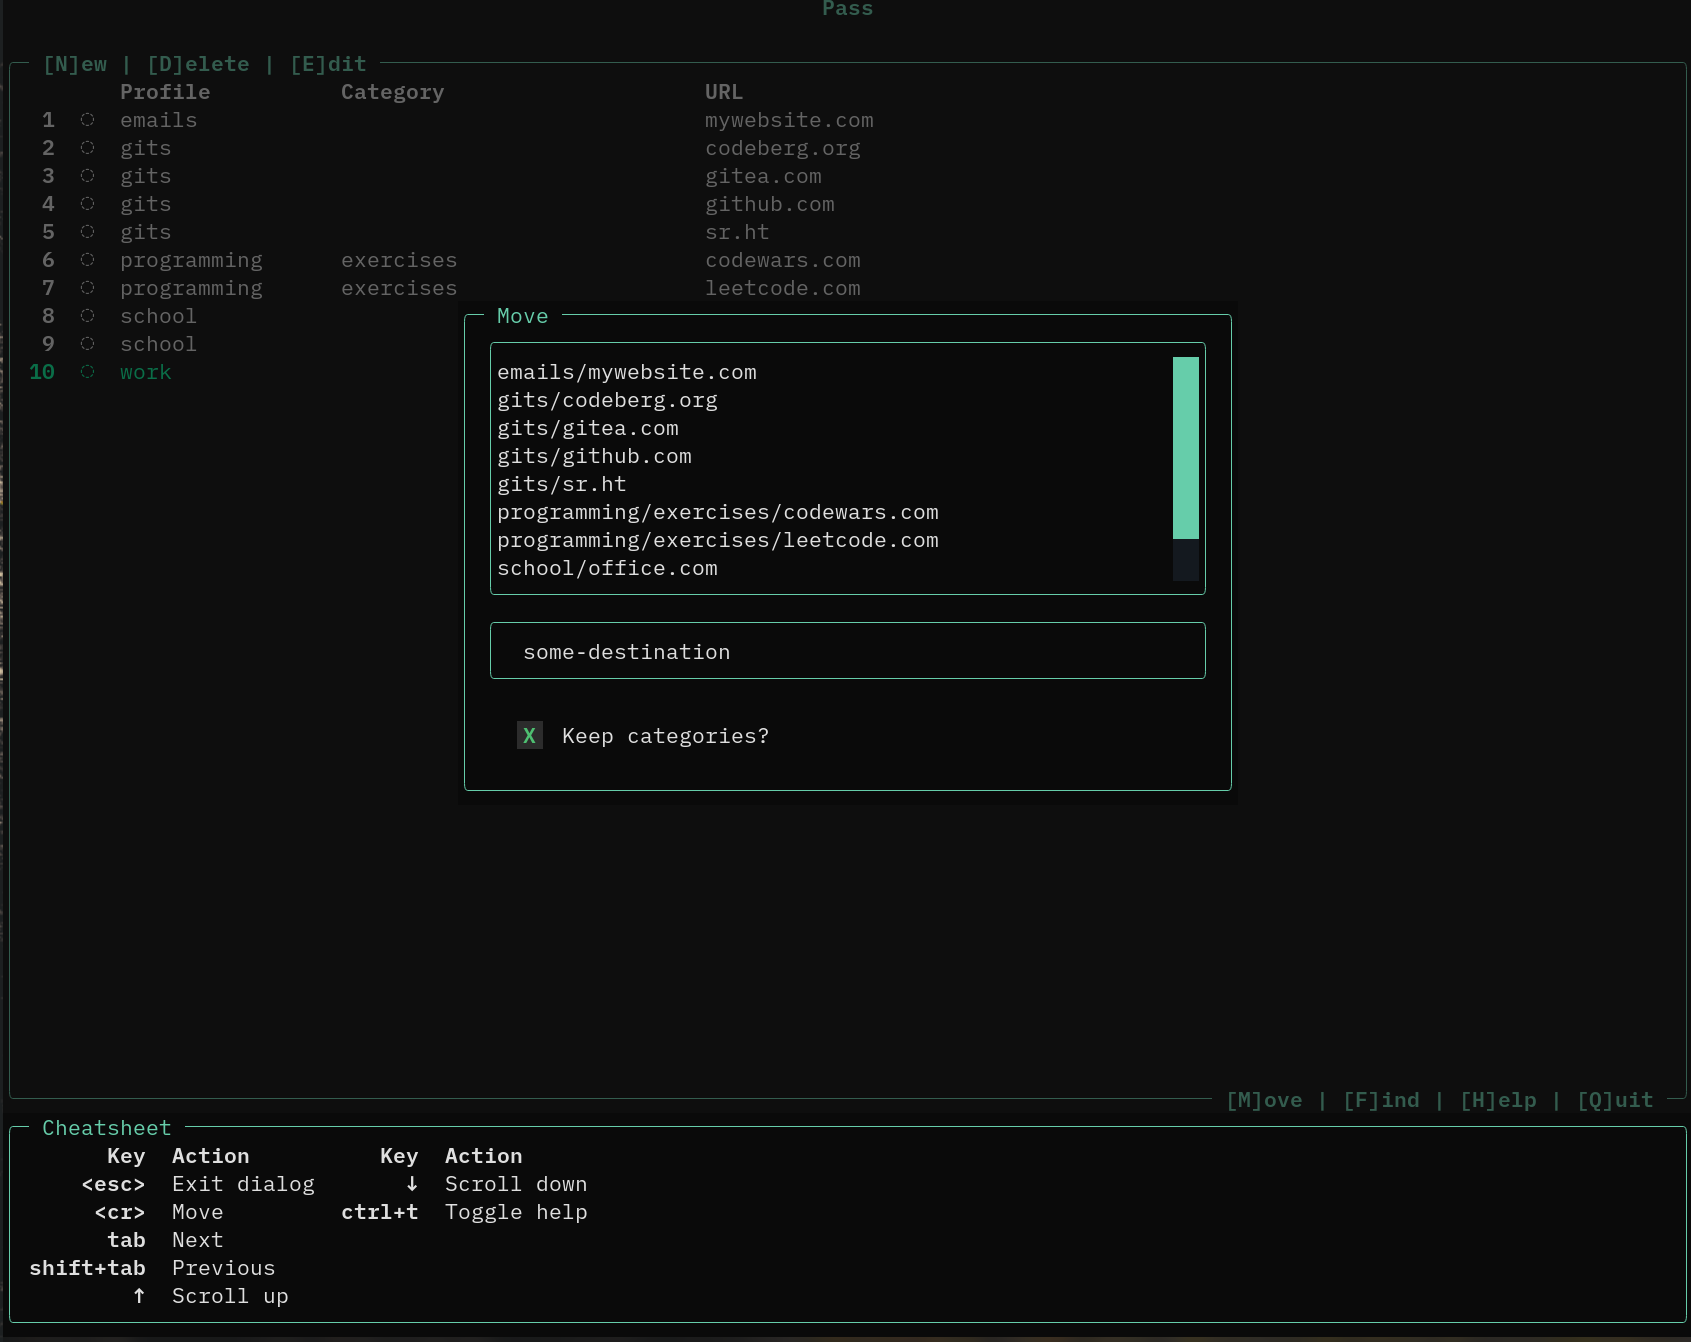 Pass
[N]ew | [D]elete | [E]dit
Profile Category URL
1 emails mywebsite.com
2 gits codeberg.org
3 gits gitea.com
4 gits github.com
5 gits sr.ht
6 programming exercises codewars.com
7 programming exercises leetcode.com
8 school
9 school
10 work
Move
emails/mywebsite.com
gits/codeberg.org
gits/gitea.com
gits/github.com
gits/sr.ht
programming/exercises/codewars.com
programming/exercises/leetcode.com
school/office.com
some-destination
X Keep categories?
[M]ove | [F]ind | [H]elp | [Q]uit
Cheatsheet
Key Action Key Action
<esc> Exit dialog ↓ Scroll down
<cr> Move ctrl+t Toggle help
tab Next
shift+tab Previous
↑ Scroll up